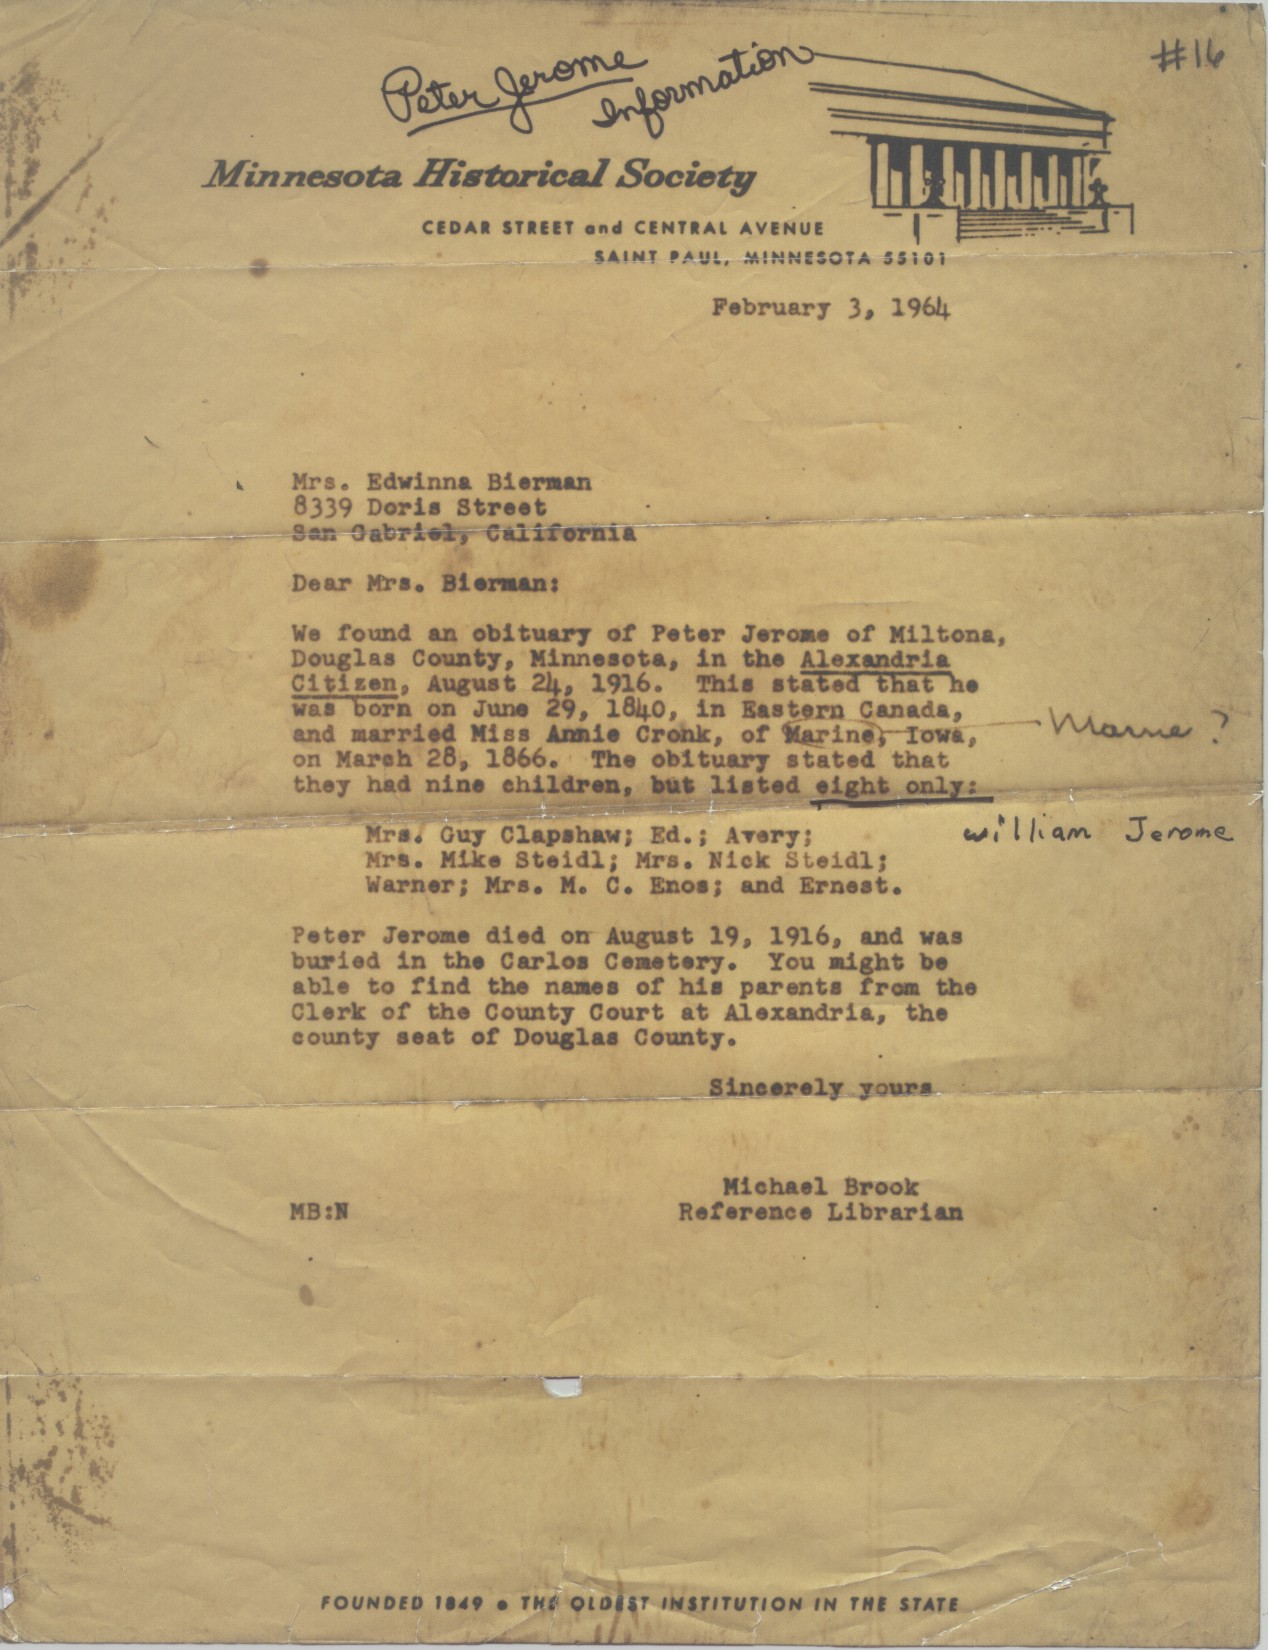 #16
Peter Jerome
Information
Minnesota Historical Society
CEDAR STREET and CENTRAL AVENUE
SAINT PAUL, MINNESOTA 55101
February 3, 1964
Mrs. Edwinna Bierman
8339 Doris Street
San Gabriel, California
Dear Mrs. Bierman:
We found an obituary of Peter Jerome of Miltona,
Douglas County, Minnesota, in the Alexandria
Citizen, August 24, 1916. This stated that he
was born on June 29, 1840, in Eastern Canada,
and married Miss Annie Cronk, of Marine, Iowa,
?
on March 28, 1866. The obituary stated that
they had nine children, but listed eight only:
Mrs. Guy Clapshaw; Ed.; Avery;
william Jerome
Mrs. Mike Steidl; Mrs. Nick Steidl;
Warner; Mrs. M. C. Enos; and Ernest.
Peter Jerome died on August 19, 1916, and was
buried in the Carlos Cemetery. You might be
able to find the names of his parents from the
Clerk of the County Court at Alexandria, the
county seat of Douglas County.
Sincerely yours
Michael Brook
MB:N Reference Librarian
FOUNDED 1849 • THE OLDEST INSTITUTION IN THE STATE